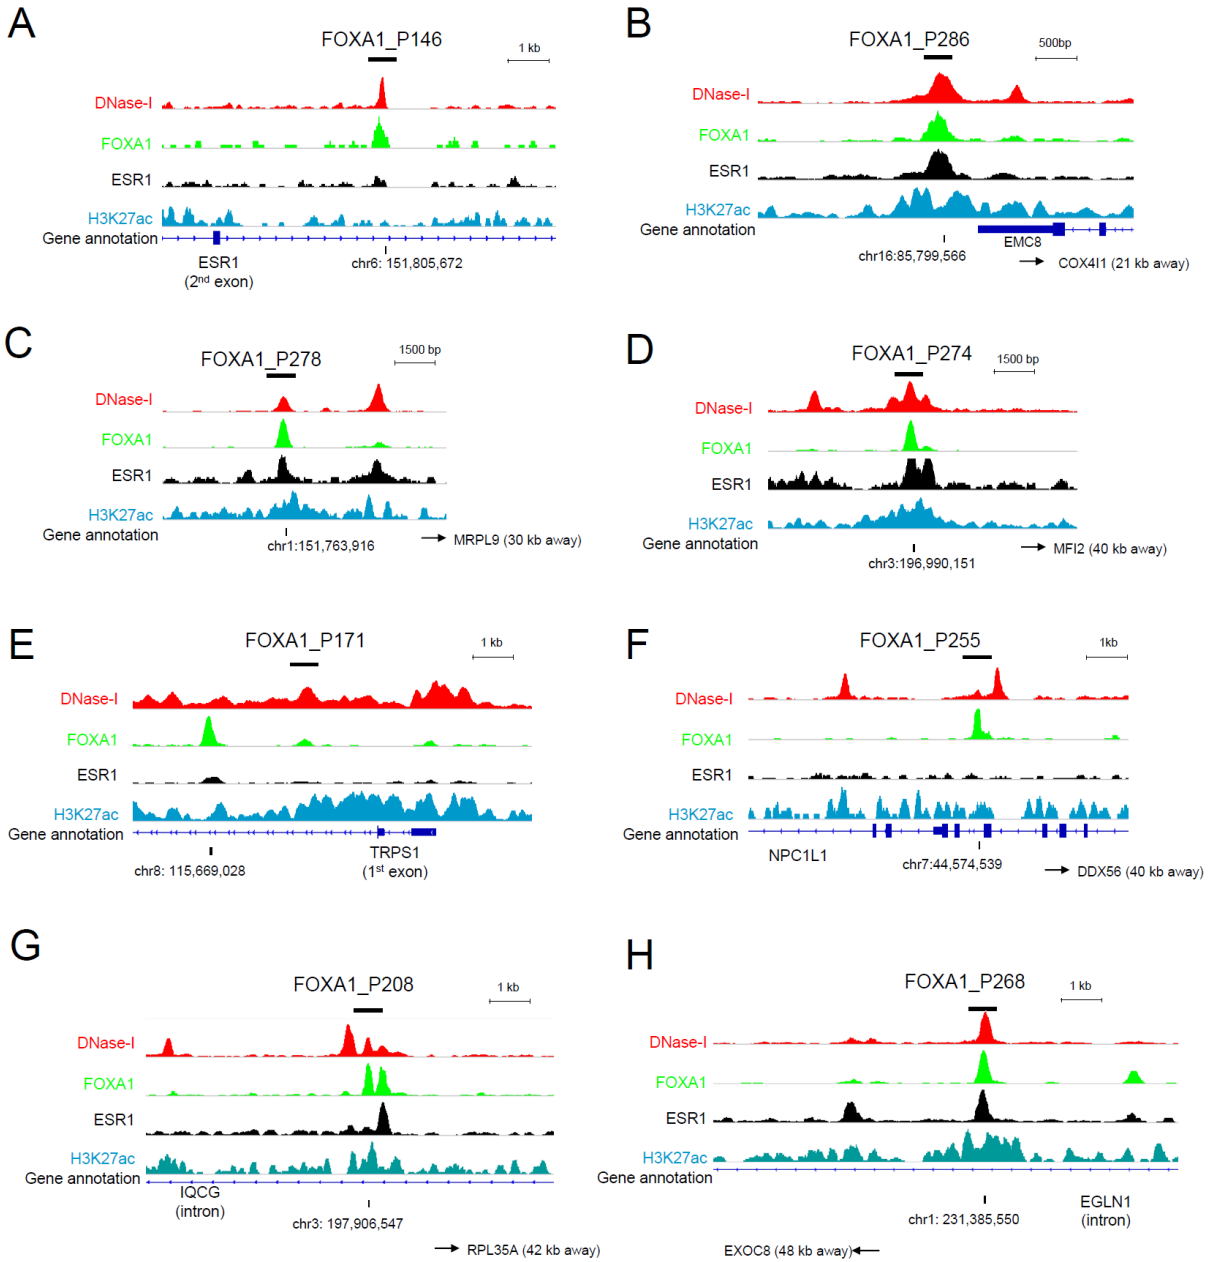 A
FOXA1_P146
1 kb
DNase-I
FOXA1
ESR1
H3K27ac
Gene annotation
ESR1
(2nd exon)
chr6: 151,805,672
B
FOXA1_P286
500bp
DNase-I
FOXA1
ESR1
H3K27ac
Gene annotation
EMC8
chr16:85,799,566
COX4I1 (21 kb away)
C
FOXA1_P278
1500 bp
DNase-I
FOXA1
ESR1
H3K27ac
Gene annotation
chr1:151,763,916
MRPL9 (30 kb away)
D
FOXA1_P274
1500 bp
DNase-I
FOXA1
ESR1
H3K27ac
Gene annotation
chr3:196,990,151
MFI2 (40 kb away)
E
FOXA1_P171
1 kb
DNase-I
FOXA1
ESR1
H3K27ac
Gene annotation
TRPS1
(1st exon)
chr8: 115,669,028
F
FOXA1_P255
1kb
DNase-I
FOXA1
ESR1
H3K27ac
Gene annotation
NPC1L1
chr7:44,574,539
DDX56 (40 kb away)
G
FOXA1_P208
1 kb
DNase-I
FOXA1
ESR1
H3K27ac
Gene annotation
IQCG
(intron)
chr3: 197,906,547
RPL35A (42 kb away)
H
FOXA1_P268
1 kb
DNase-I
FOXA1
ESR1
H3K27ac
Gene annotation
chr1: 231,385,550
EGLN1
(intron)
EXOC8 (48 kb away)